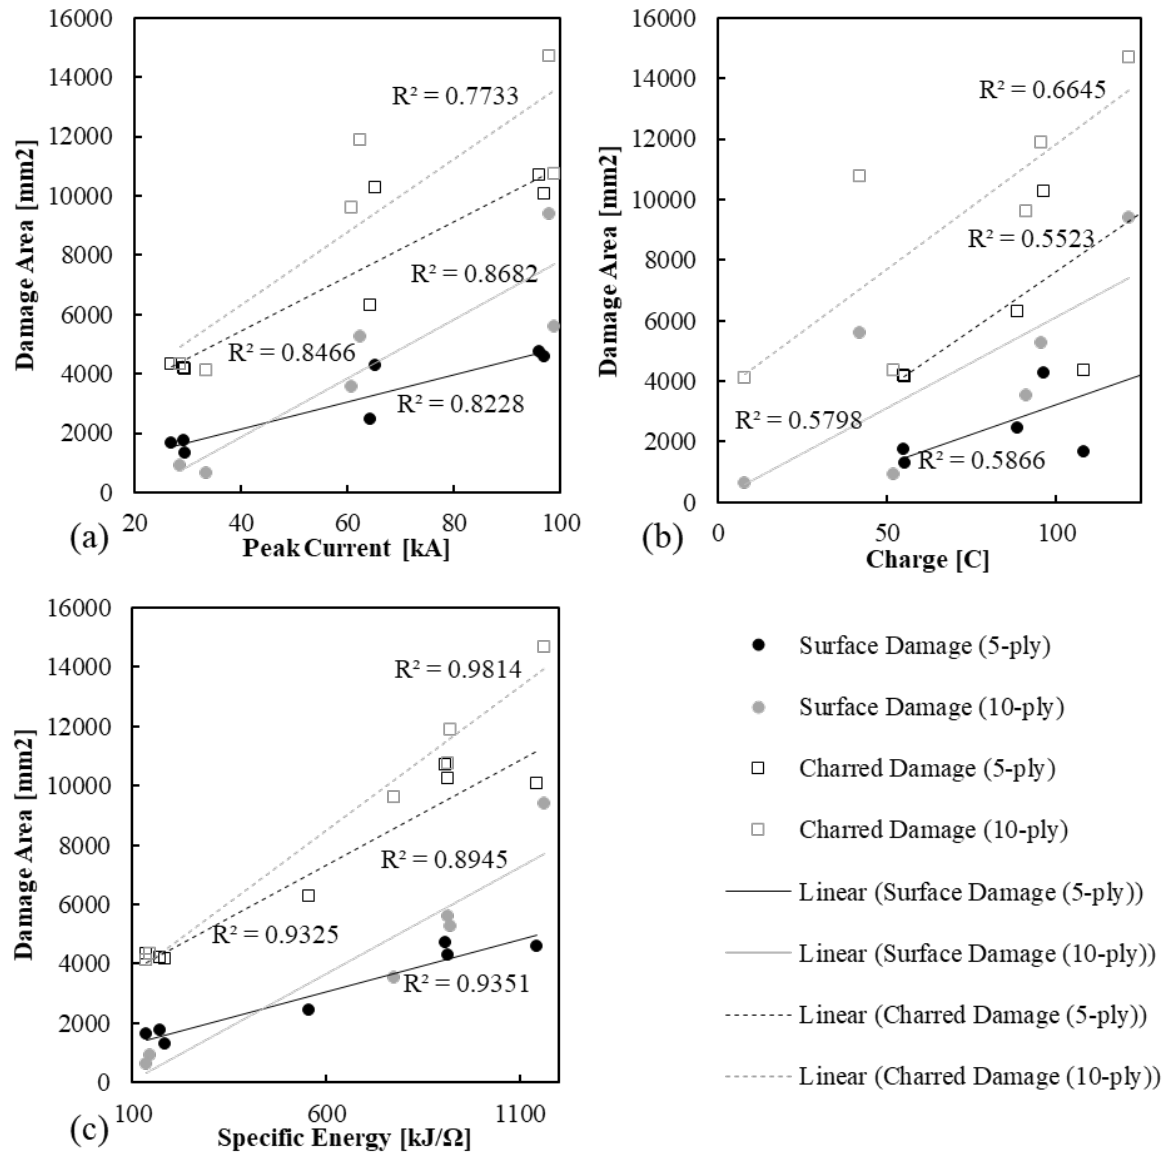 16000
14000
12000
10000
8000
6000
4000
2000
0
Damage Area [mm2]
R² = 0.7733
R² = 0.8682
R² = 0.8466
R² = 0.8228
20 40 60 80 100
(a) Peak Current [kA]
16000
14000
12000
10000
8000
6000
4000
2000
0
Damage Area [mm2]
R² = 0.6645
R² = 0.5523
R² = 0.5798
R² = 0.5866
0 50 100
(b) Charge [C]
16000
14000
12000
10000
8000
6000
4000
2000
0
Damage Area [mm2]
R² = 0.9814
R² = 0.8945
R² = 0.9325
R² = 0.9351
100 600 1100
(c) Specific Energy [kJ/Ω]
Surface Damage (5-ply)
Surface Damage (10-ply)
Charred Damage (5-ply)
Charred Damage (10-ply)
Linear (Surface Damage (5-ply))
Linear (Surface Damage (10-ply))
Linear (Charred Damage (5-ply))
Linear (Charred Damage (10-ply))